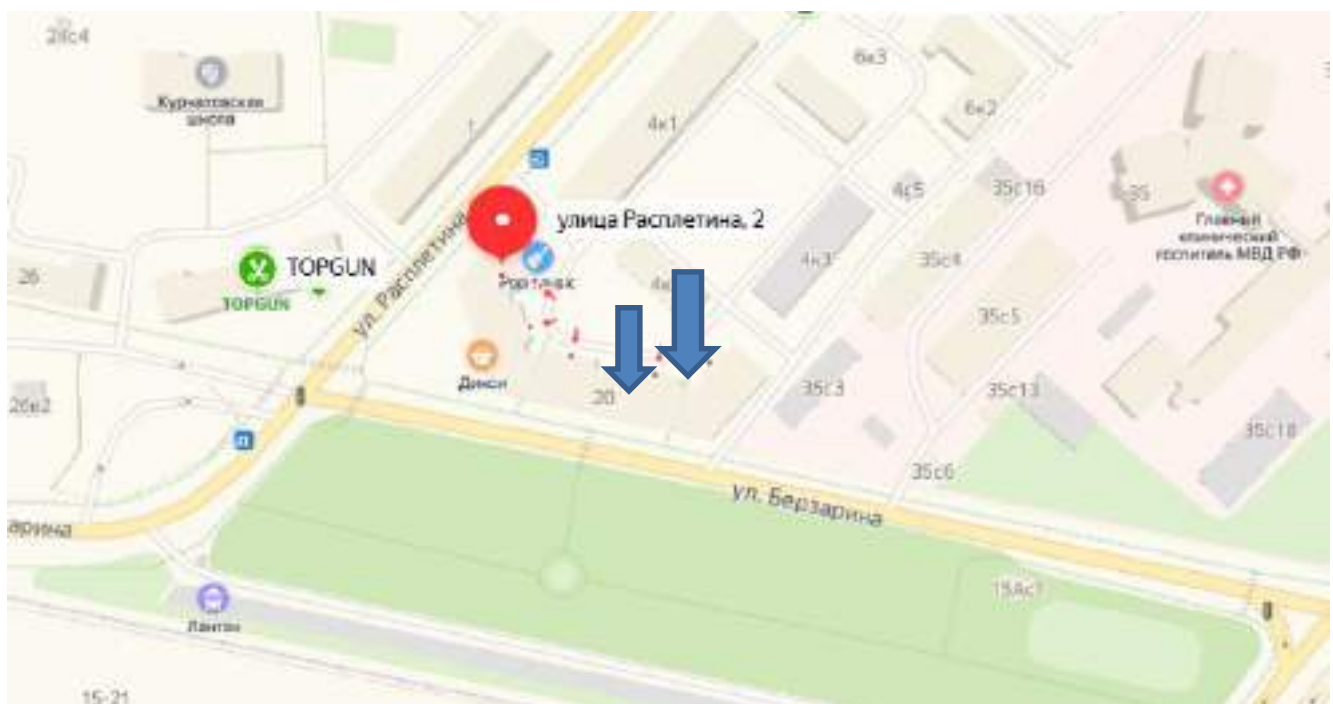 28с4
6к3
Курчатовская
школа
1
4к1
6к2
4с5
35с16
35
улица Расплетина, 2
Главный
клинический
госпиталь МВД РФ
ул. Расплетина
TOPGUN
TOPGUN
26
4к3
35с4
35с5
Дикси
20
35с3
35с13
26к2
35с18
35с6
ул. Берзарина
арина
15Ас1
Лантан
15-21